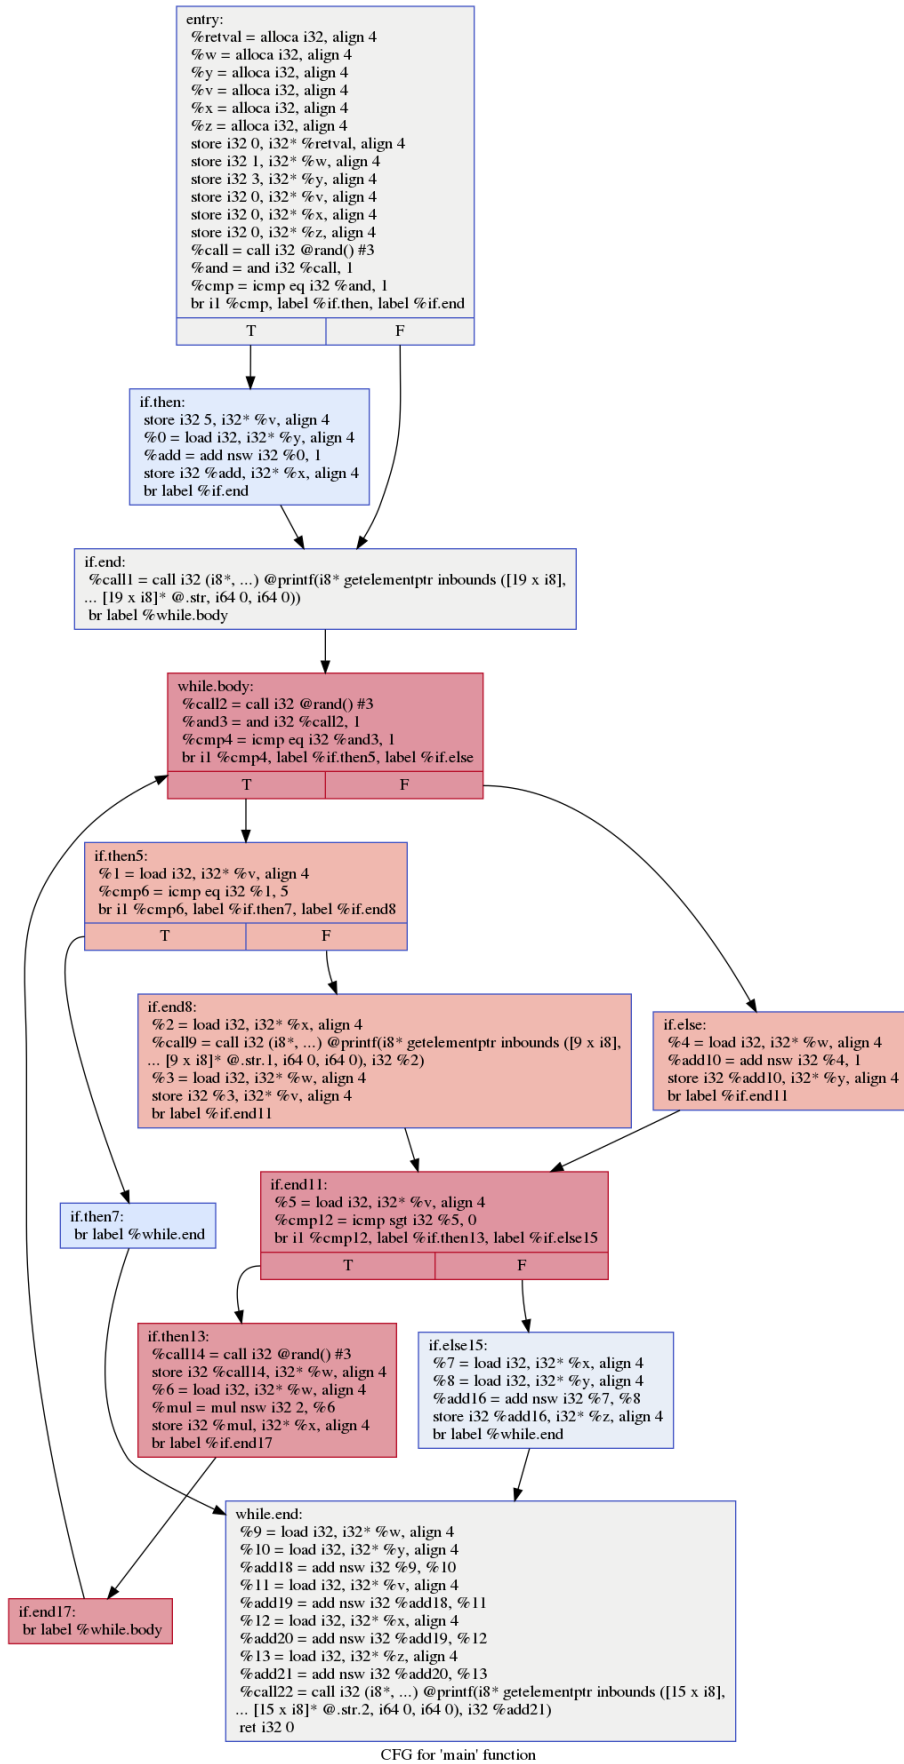 entry:
%retval = alloca i32, align 4
%w = alloca i32, align 4
%y = alloca i32, align 4
%v = alloca i32, align 4
%x = alloca i32, align 4
%z = alloca i32, align 4
store i32 0, i32* %retval, align 4
store i32 1, i32* %w, align 4
store i32 3, i32* %y, align 4
store i32 0, i32* %v, align 4
store i32 0, i32* %x, align 4
store i32 0, i32* %z, align 4
%call = call i32 @rand() #3
%and = and i32 %call, 1
%cmp = icmp eq i32 %and, 1
br i1 %cmp, label %if.then, label %if.end
T F
if.then:
store i32 5, i32* %v, align 4
%0 = load i32, i32* %y, align 4
%add = add nsw i32 %0, 1
store i32 %add, i32* %x, align 4
br label %if.end
if.end:
%call1 = call i32 (i8*, ...) @printf(i8* getelementptr inbounds ([19 x i8],
... [19 x i8]* @.str, i64 0, i64 0))
br label %while.body
while.body:
%call2 = call i32 @rand() #3
%and3 = and i32 %call2, 1
%cmp4 = icmp eq i32 %and3, 1
br i1 %cmp4, label %if.then5, label %if.else
T F
if.then5:
%1 = load i32, i32* %v, align 4
%cmp6 = icmp eq i32 %1, 5
br i1 %cmp6, label %if.then7, label %if.end8
T F
if.end8:
%2 = load i32, i32* %x, align 4
%call9 = call i32 (i8*, ...) @printf(i8* getelementptr inbounds ([9 x i8],
... [9 x i8]* @.str.1, i64 0, i64 0), i32 %2)
%3 = load i32, i32* %w, align 4
store i32 %3, i32* %v, align 4
br label %if.end11
if.else:
%4 = load i32, i32* %w, align 4
%add10 = add nsw i32 %4, 1
store i32 %add10, i32* %y, align 4
br label %if.end11
if.end11:
%5 = load i32, i32* %v, align 4
%cmp12 = icmp sgt i32 %5, 0
br i1 %cmp12, label %if.then13, label %if.else15
T F
if.then7:
br label %while.end
if.then13:
%call14 = call i32 @rand() #3
store i32 %call14, i32* %w, align 4
%6 = load i32, i32* %w, align 4
%mul = mul nsw i32 2, %6
store i32 %mul, i32* %x, align 4
br label %if.end17
if.else15:
%7 = load i32, i32* %x, align 4
%8 = load i32, i32* %y, align 4
%add16 = add nsw i32 %7, %8
store i32 %add16, i32* %z, align 4
br label %while.end
if.end17:
br label %while.body
while.end:
%9 = load i32, i32* %w, align 4
%10 = load i32, i32* %y, align 4
%add18 = add nsw i32 %9, %10
%11 = load i32, i32* %v, align 4
%add19 = add nsw i32 %add18, %11
%12 = load i32, i32* %x, align 4
%add20 = add nsw i32 %add19, %12
%13 = load i32, i32* %z, align 4
%add21 = add nsw i32 %add20, %13
%call22 = call i32 (i8*, ...) @printf(i8* getelementptr inbounds ([15 x i8],
... [15 x i8]* @.str.2, i64 0, i64 0), i32 %add21)
ret i32 0
CFG for 'main' function